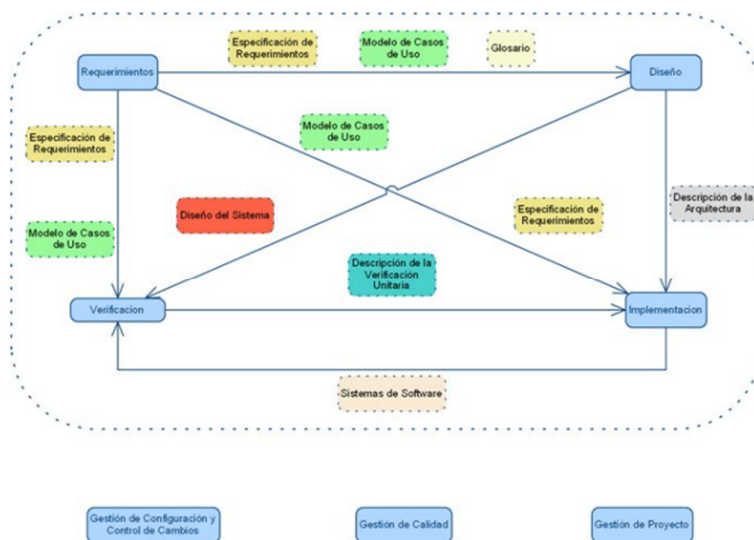 Especificación de
Requerimientos
Modelo de Casos
de Uso
Glosario
Requerimientos
Diseño
Especificación de
Requerimientos
Modelo de Casos
de Uso
Modelo de Casos
de Uso
Diseño del Sistema
Especificación de
Requerimientos
Descripción de la
Arquitectura
Descripción de la
Verificación
Unitaria
Verificacion
Implementacion
Sistemas de Software
Gestión de Configuración y
Control de Cambios
Gestión de Calidad
Gestión de Proyecto